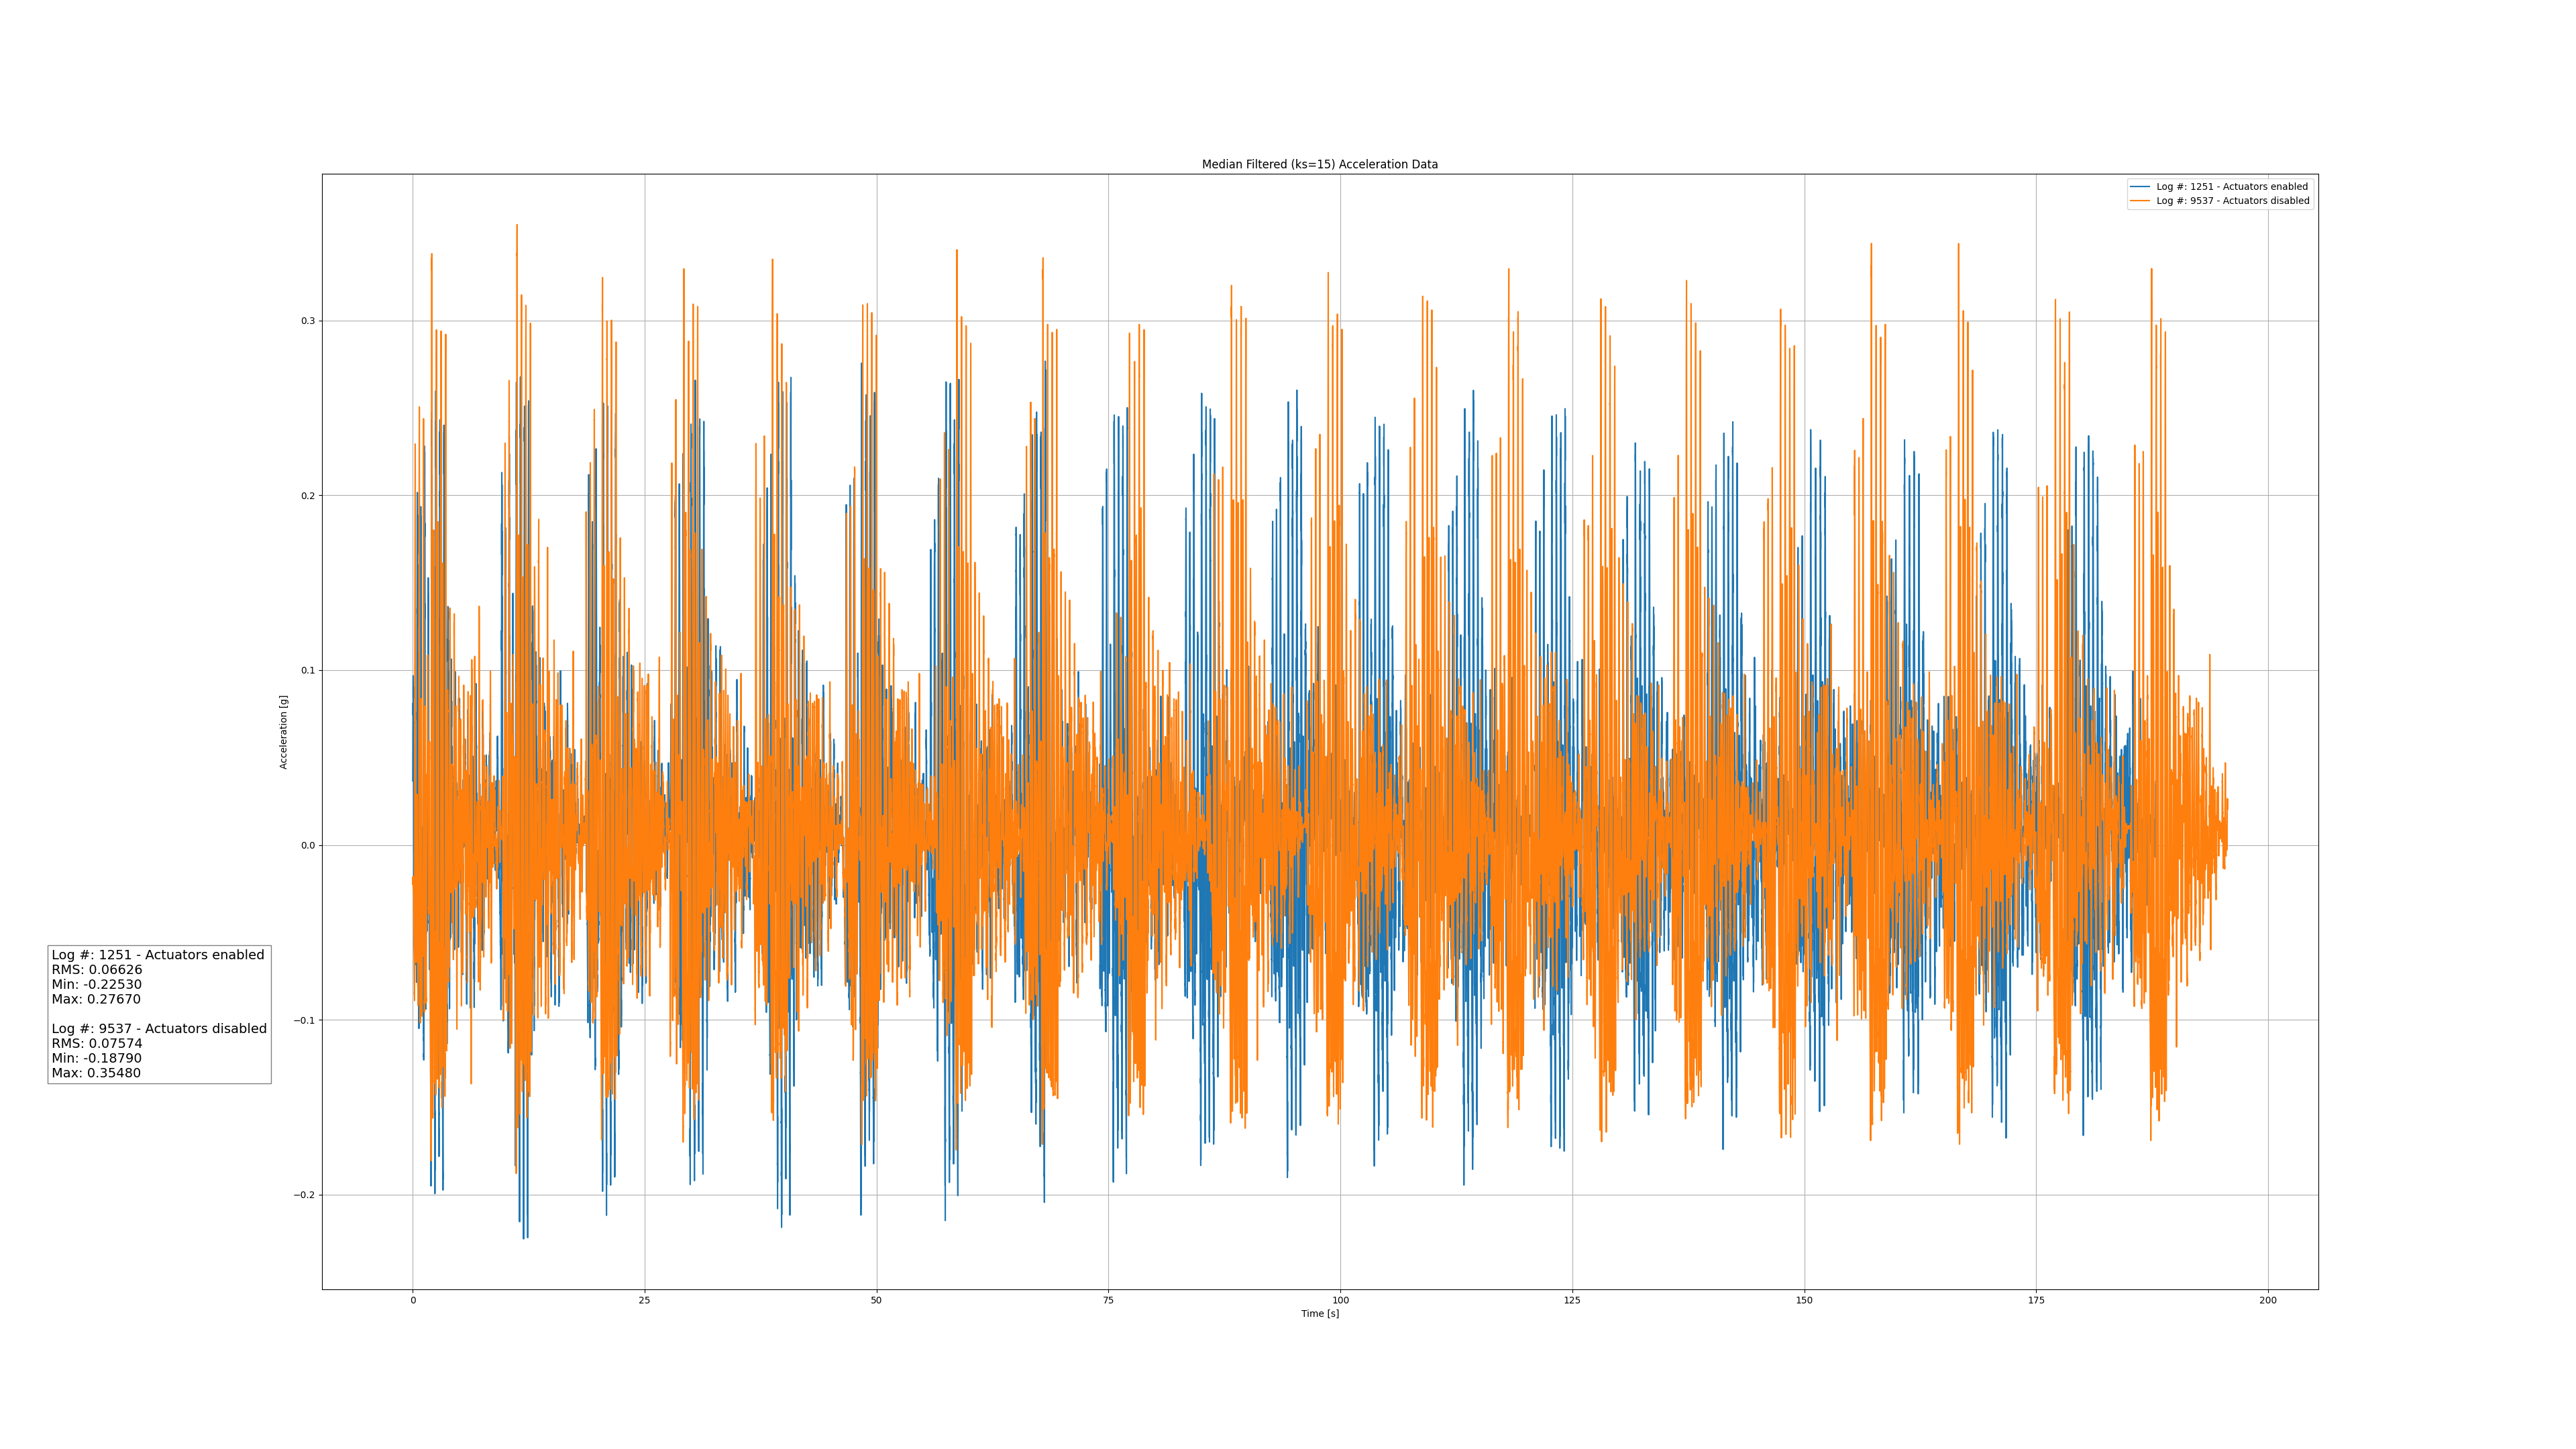 Median Filtered (ks=15) Acceleration Data
Log #: 1251 - Actuators enabled
Log #: 9537 - Actuators disabled
0.3
0.2
0.1
0.0
−0.1
−0.2
Acceleration [g]
Log #: 1251 - Actuators enabled
RMS: 0.06626
Min: -0.22530
Max: 0.27670
Log #: 9537 - Actuators disabled
RMS: 0.07574
Min: -0.18790
Max: 0.35480
0 25 50 75 100 125 150 175 200
Time [s]